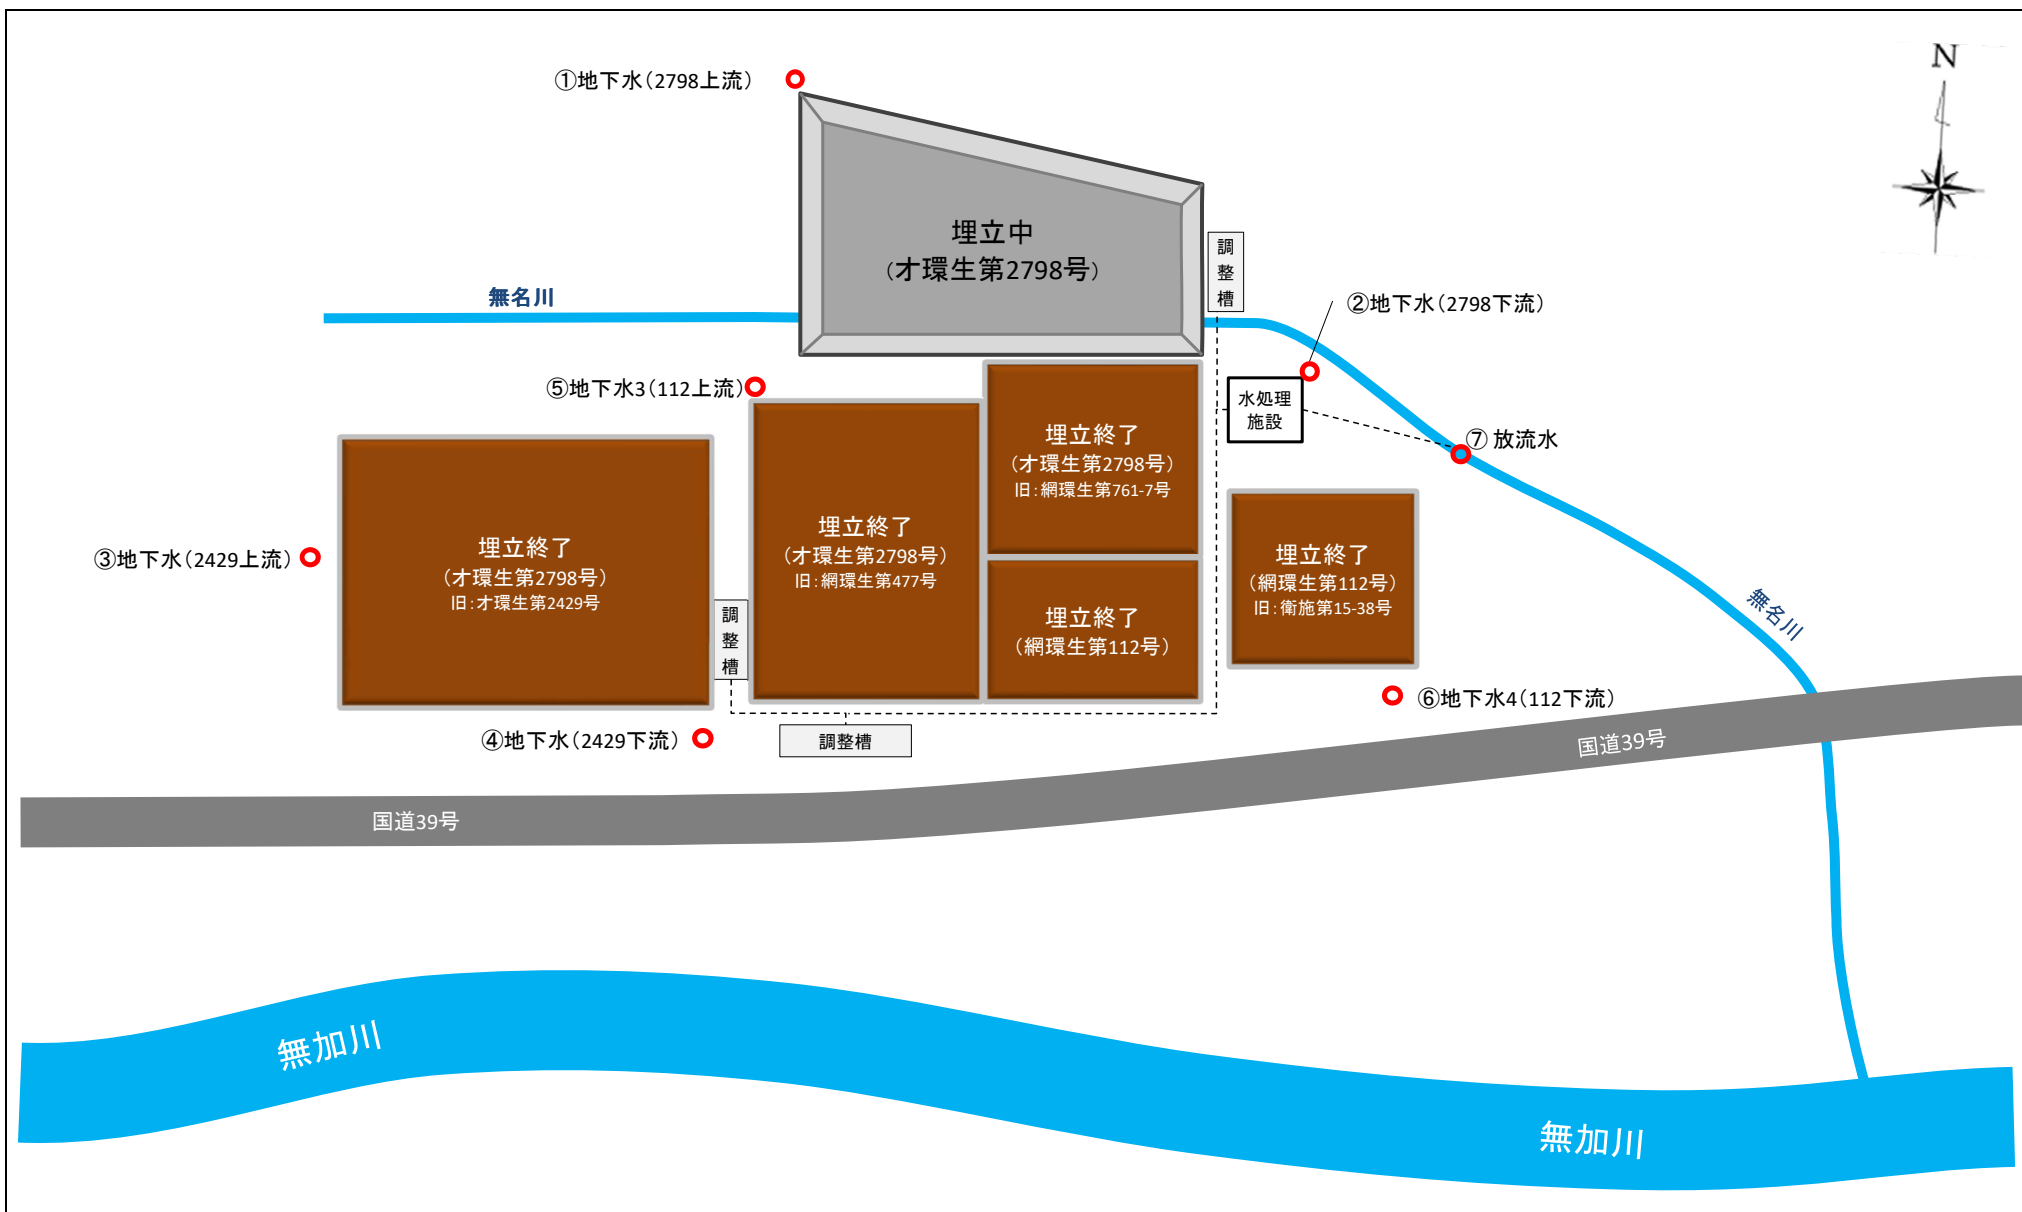 N
①地下水（2798上流）
埋立中
（オ環生第2798号）
調
整
槽
無名川
②地下水（2798下流）
⑤地下水3（112上流）
水処理
施設
⑦ 放流水
埋立終了
（オ環生第2798号）
旧：網環生第761-7号
③地下水（2429上流）
埋立終了
（オ環生第2798号）
旧：オ環生第2429号
埋立終了
（オ環生第2798号）
旧：網環生第477号
埋立終了
（網環生第112号）
旧：衛施第15-38号
調
整
槽
埋立終了
（網環生第112号）
無名川
⑥地下水4（112下流）
④地下水（2429下流）
調整槽
国道39号
国道39号
無加川
無加川